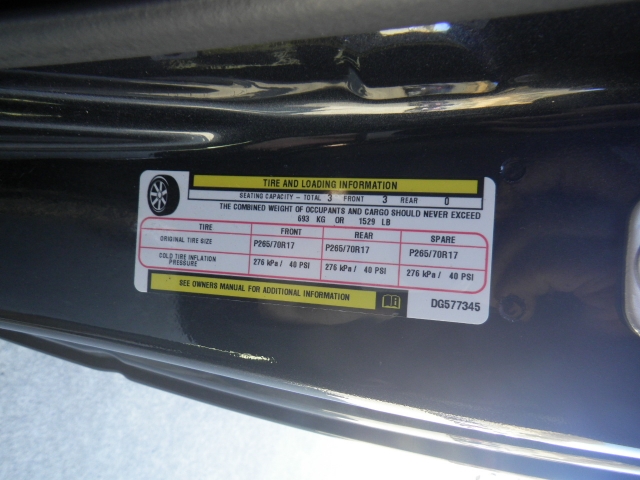 TIRE AND LOADING INFORMATION
SEATING CAPACITY - TOTAL 3 FRONT 3 REAR 0
THE COMBINED WEIGHT OF OCCUPANTS AND CARGO SHOULD NEVER EXCEED
693 KG OR 1529 LB
TIRE FRONT REAR SPARE
ORIGINAL TIRE SIZE P265/70R17 P265/70R17 P265/70R17
COLD TIRE INFLATION PRESSURE 276 kPa / 40 PSI 276 kPa / 40 PSI 276 kPa / 40 PSI
SEE OWNERS MANUAL FOR ADDITIONAL INFORMATION
DG577345